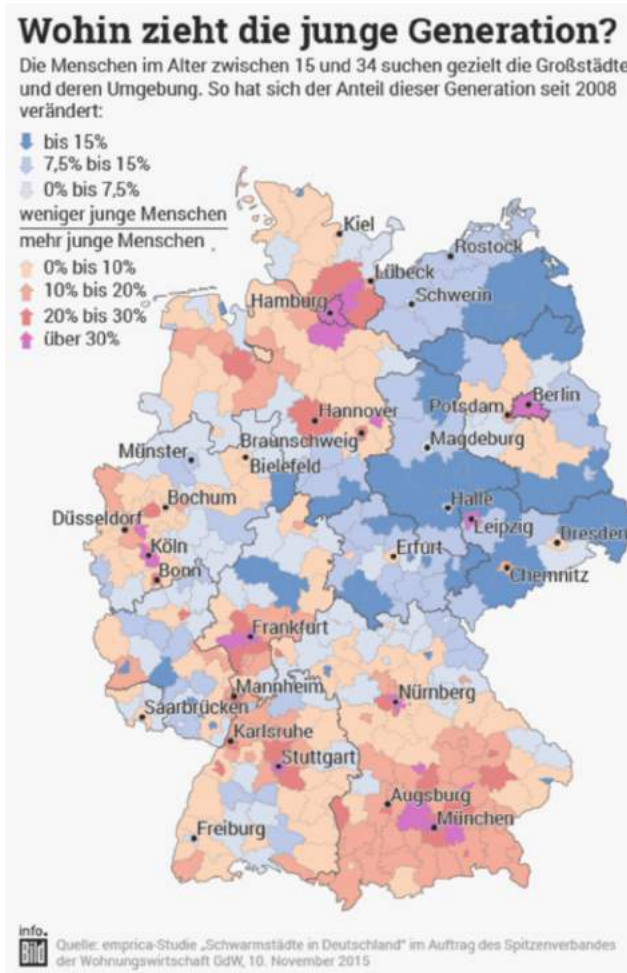 Wohin zieht die junge Generation?
Die Menschen im Alter zwischen 15 und 34 suchen gezielt die Großstädte
und deren Umgebung. So hat sich der Anteil dieser Generation seit 2008
verändert:
bis 15%
7,5% bis 15%
0% bis 7,5%
weniger junge Menschen
mehr junge Menschen
0% bis 10%
10% bis 20%
20% bis 30%
über 30%
Kiel
Rostock
Lübeck
Hamburg
Schwerin
Berlin
Hannover
Potsdam
Braunschweig
Magdeburg
Münster
Bielefeld
Bochum
Halle
Düsseldorf
Leipzig
Köln
Erfurt
Dresden
Bonn
Chemnitz
Frankfurt
Mannheim
Nürnberg
Saarbrücken
Karlsruhe
Stuttgart
Augsburg
München
Freiburg
info.
Bild
Quelle: emprica-Studie „Schwarmstädte in Deutschland" im Auftrag des Spitzenverbandes
der Wohnungswirtschaft GdW, 10. November 2015